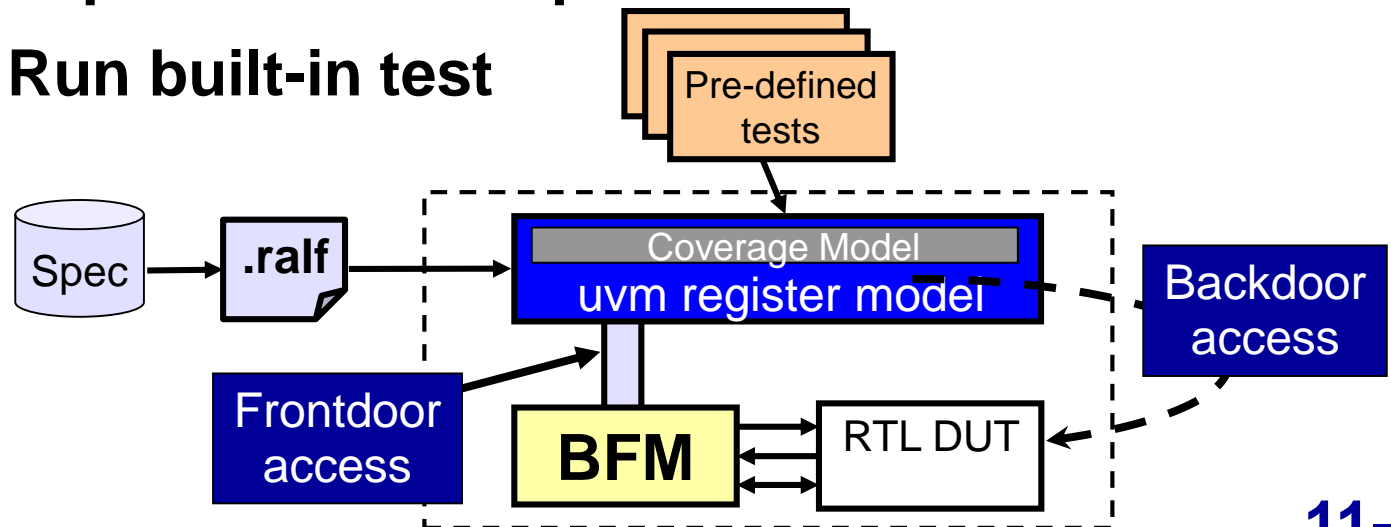 Run built-in test
Pre-defined
tests
Spec
.ralf
Coverage Model
uvm register model
Backdoor
access
Frontdoor
access
BFM
RTL DUT
11-